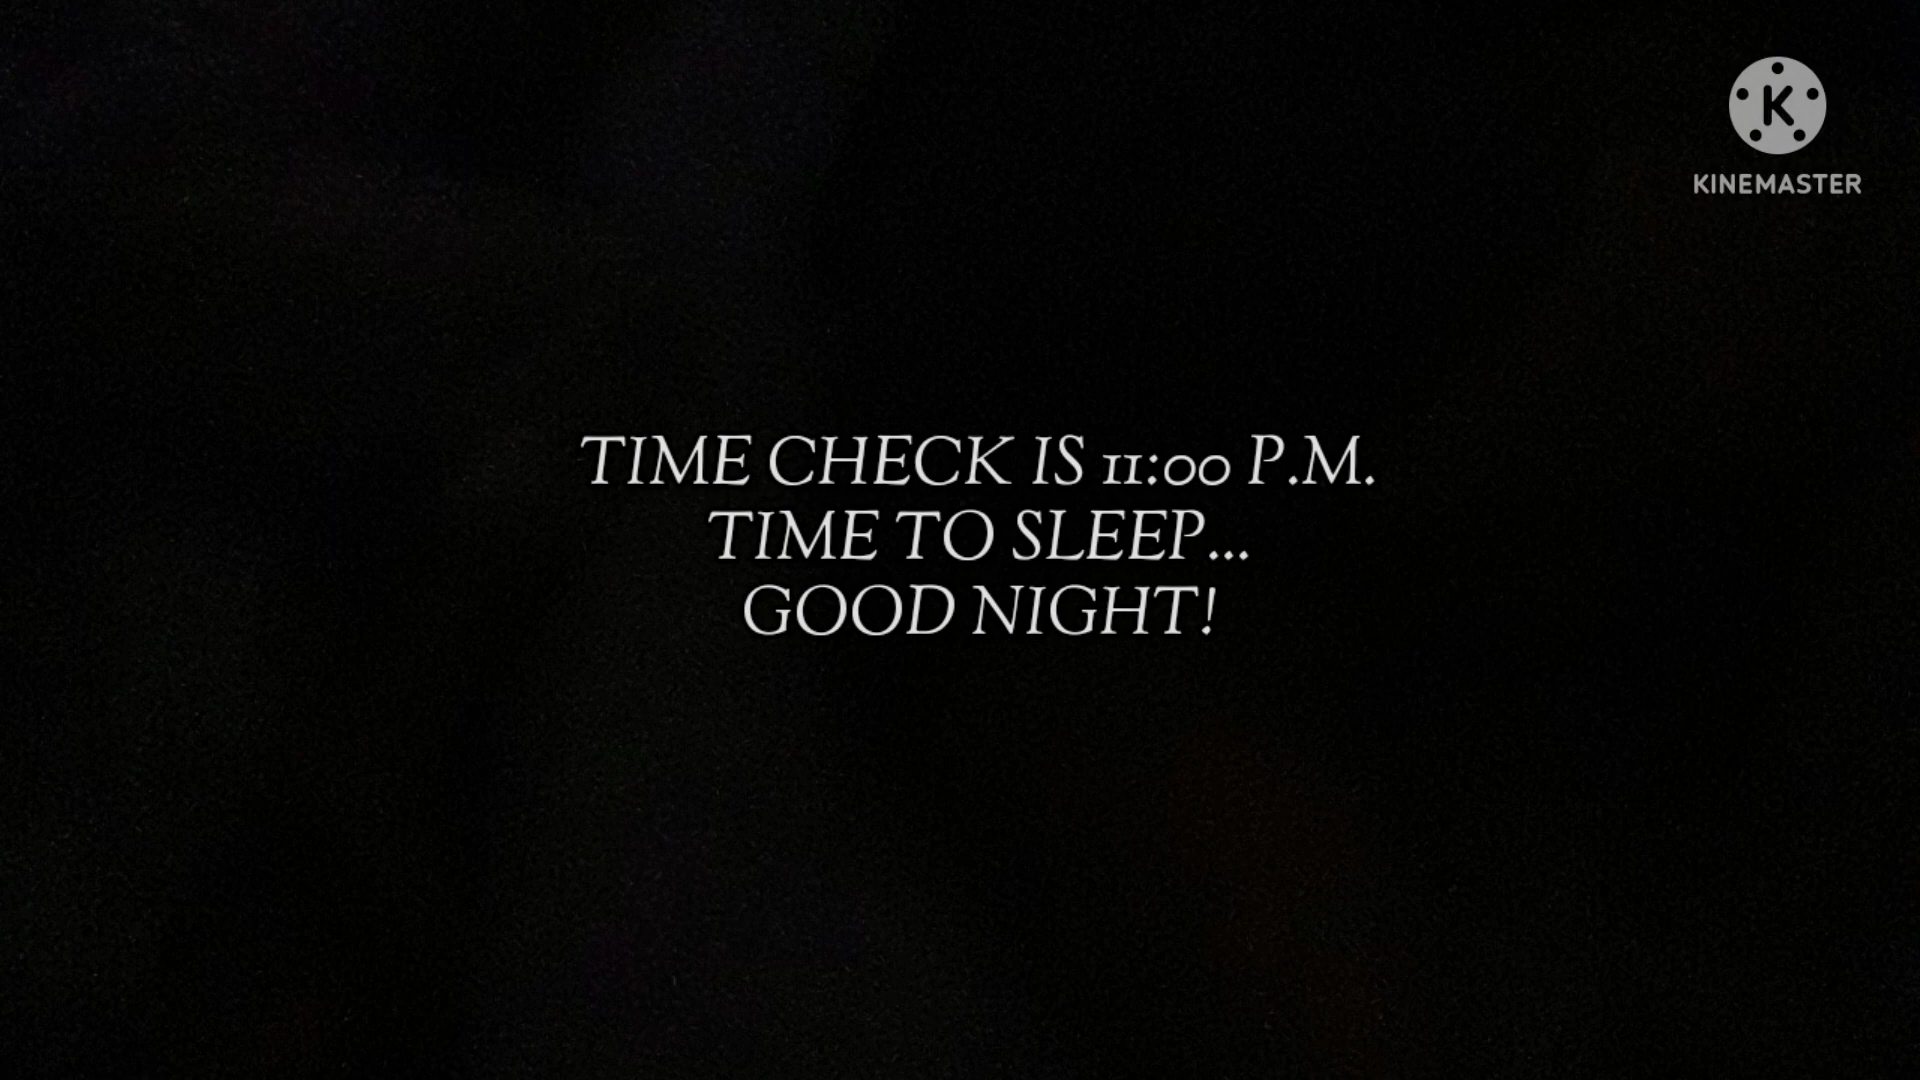 K
KINEMASTER
TIME CHECK IS 11:00 P.M.
TIME TO SLEEP...
GOOD NIGHT!